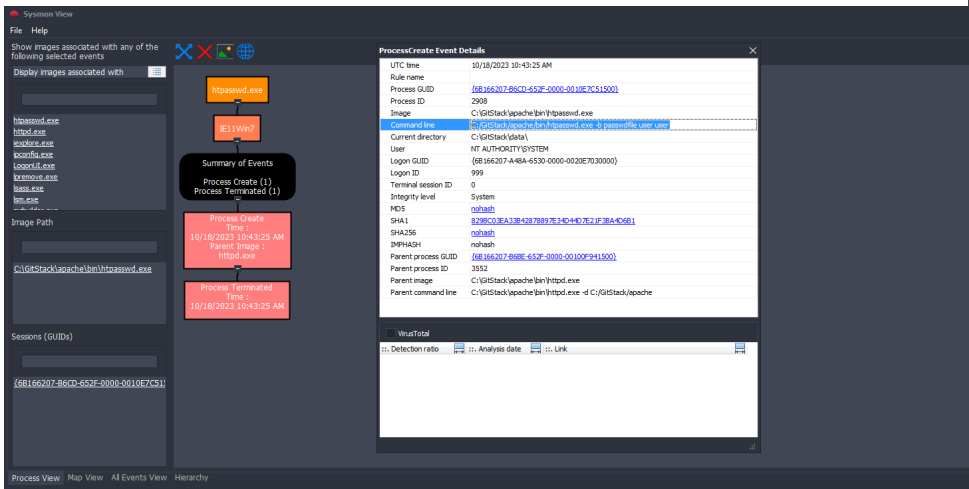 Sysmon View
File Help
Show images associated with any of the
following selected events
Display images associated with
htpasswd.exe
httpd.exe
iexplore.exe
ipconfig.exe
LogonUI.exe
lpremove.exe
lsass.exe
lsm.exe
Image Path
C:\GitStack\apache\bin\htpasswd.exe
Sessions (GUIDs)
{6B166207-B6CD-652F-0000-0010E7C51
htpasswd.exe
IE11Win7
Summary of Events
Process Create (1)
Process Terminated (1)
Process Create
Time :
10/18/2023 10:43:25 AM
Parent Image :
httpd.exe
Process Terminated
Time :
10/18/2023 10:43:25 AM
ProcessCreate Event Details
UTC time 10/18/2023 10:43:25 AM
Rule name
Process GUID {6B166207-B6CD-652F-0000-0010E7C51500}
Process ID 2908
Image C:\GitStack\apache\bin\htpasswd.exe
Command line C:/GitStack/apache/bin/htpasswd.exe -b passwdfile user user
Current directory C:\GitStack\data\
User NT AUTHORITY\SYSTEM
Logon GUID {6B166207-A48A-6530-0000-0020E7030000}
Logon ID 999
Terminal session ID 0
Integrity level System
MD5 nohash
SHA1 829BC03EA33B42878897E34D44D7E21F3BA4D6B1
SHA256 nohash
IMPHASH nohash
Parent process GUID {6B166207-B6BE-652F-0000-00100F941500}
Parent process ID 3552
Parent image C:\GitStack\apache\bin\httpd.exe
Parent command line C:\GitStack\apache\bin\httpd.exe -d C:/GitStack/apache
VirusTotal
::. Detection ratio ::. Analysis date ::. Link
Process View Map View All Events View Hierarchy